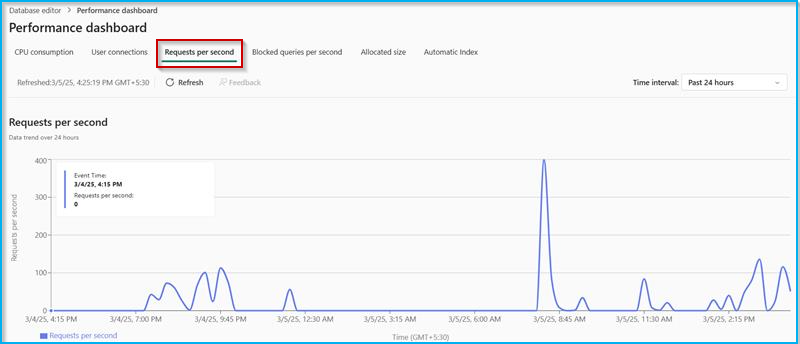 Database editor > Performance dashboard
Performance dashboard
CPU consumption User connections Requests per second Blocked queries per second Allocated size Automatic Index
Refreshed:3/5/25, 4:25:19 PM GMT+5:30 Refresh Feedback Time interval: Past 24 hours
Requests per second
Data trend over 24 hours
400
300
200
100
0
Requests per second
Event Time:
3/4/25, 4:15 PM
Requests per second:
0
3/4/25, 4:15 PM 3/4/25, 7:00 PM 3/4/25, 9:45 PM 3/5/25, 12:30 AM 3/5/25, 3:15 AM 3/5/25, 6:00 AM 3/5/25, 8:45 AM 3/5/25, 11:30 AM 3/5/25, 2:15 PM
Requests per second Time (GMT+5:30)